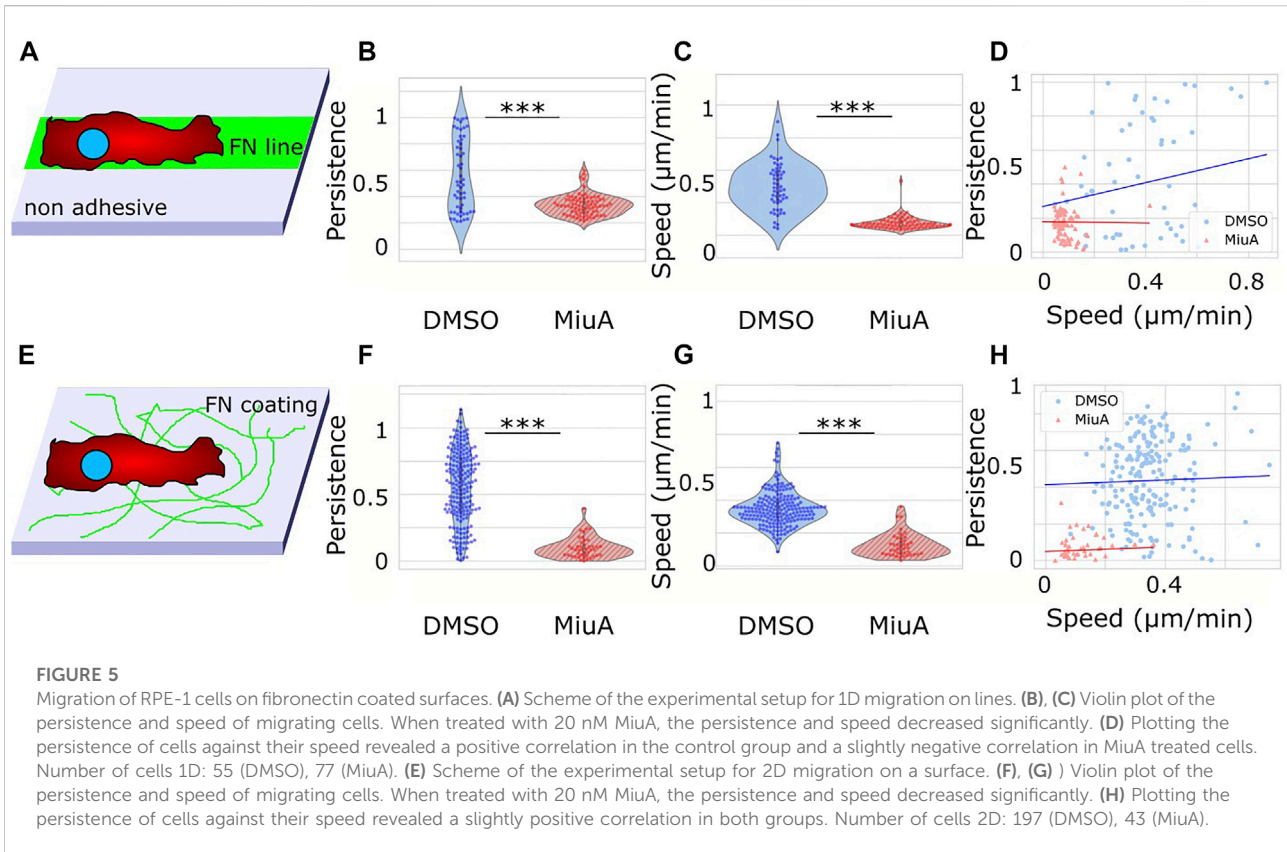 A
FN line
non adhesive
B
Persistence
1
0.5
0
***
DMSO
MiuA
C
Speed (µm/min)
1
0.5
0
***
DMSO
MiuA
D
Persistence
1
0.5
0
DMSO
MiuA
0
0.4
0.8
Speed (µm/min)
E
FN coating
F
Persistence
1
0.5
0
***
DMSO
MiuA
G
Speed (µm/min)
1
0.5
0
***
DMSO
MiuA
H
Persistence
1
0.5
0
DMSO
MiuA
0
0.4
Speed (µm/min)
FIGURE 5
Migration of RPE-1 cells on fibronectin coated surfaces. (A) Scheme of the experimental setup for 1D migration on lines. (B), (C) Violin plot of the
persistence and speed of migrating cells. When treated with 20 nM MiuA, the persistence and speed decreased significantly. (D) Plotting the
persistence of cells against their speed revealed a positive correlation in the control group and a slightly negative correlation in MiuA treated cells.
Number of cells 1D: 55 (DMSO), 77 (MiuA). (E) Scheme of the experimental setup for 2D migration on a surface. (F), (G) ) Violin plot of the
persistence and speed of migrating cells. When treated with 20 nM MiuA, the persistence and speed decreased significantly. (H) Plotting the
persistence of cells against their speed revealed a slightly positive correlation in both groups. Number of cells 2D: 197 (DMSO), 43 (MiuA).